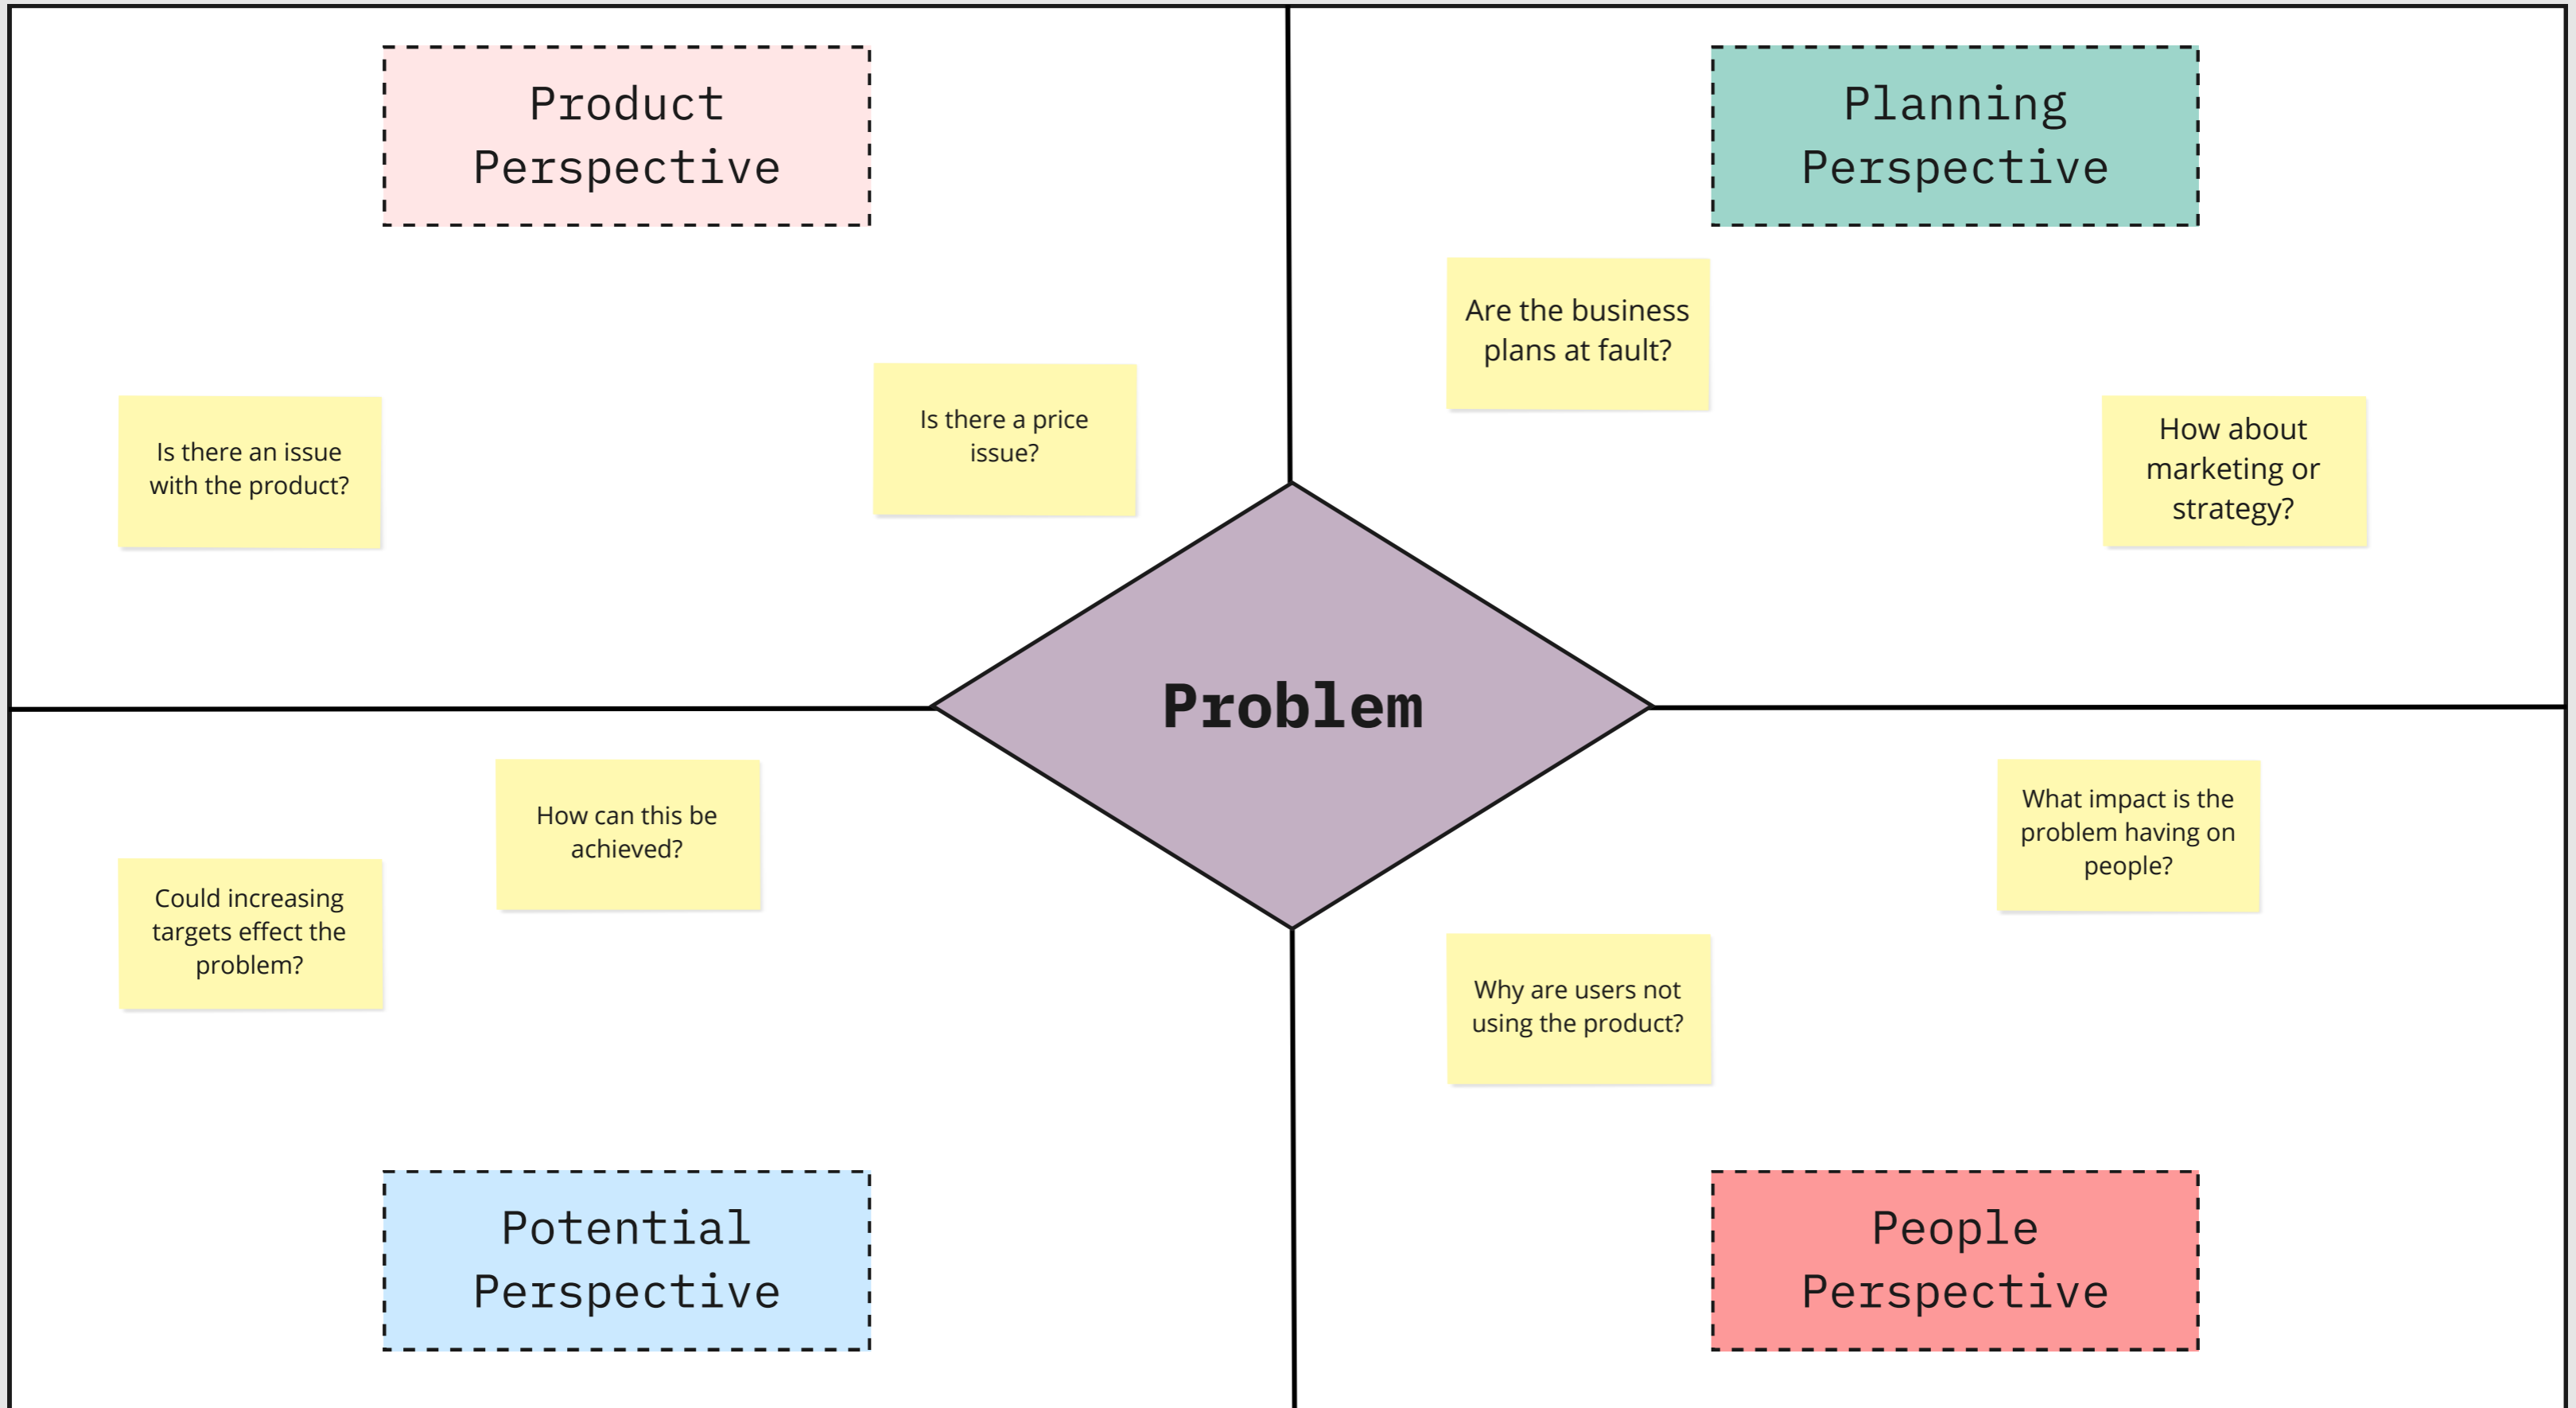 Product
Perspective
Is there an issue
with the product?
Is there a price
issue?
Planning
Perspective
Are the business
plans at fault?
How about
marketing or
strategy?
Problem
How can this be
achieved?
Could increasing
targets effect the
problem?
Potential
Perspective
What impact is the
problem having on
people?
Why are users not
using the product?
People
Perspective